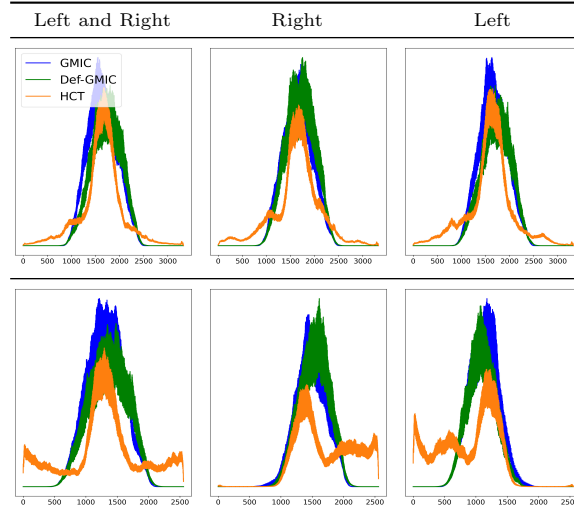 Left and Right Right Left
GMIC
Def-GMIC
HCT
0 500 1000 1500 2000 2500 3000 0 500 1000 1500 2000 2500 3000 0 500 1000 1500 2000 2500 3000
0 500 1000 1500 2000 2500 0 500 1000 1500 2000 2500 0 500 1000 1500 2000 2500